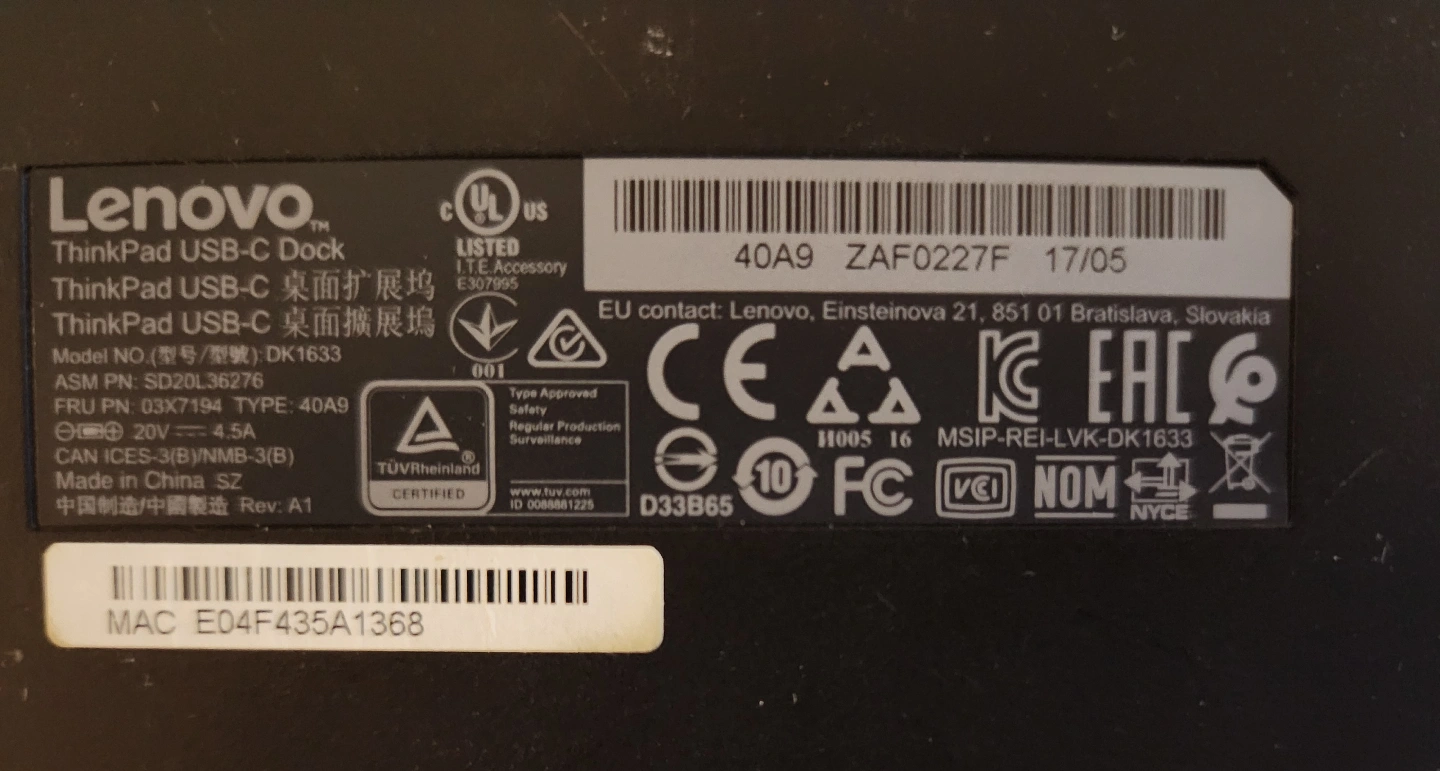 Lenovo™
ThinkPad USB-C Dock
ThinkPad USB-C 桌面扩展坞
ThinkPad USB-C 桌面擴展塢
Model NO.(型号/型號): DK1633
ASM PN: SD20L36276
FRU PN: 03X7194 TYPE: 40A9
20V 4.5A
CAN ICES-3(B)/NMB-3(B)
Made in China SZ
中国制造/中國製造 Rev: A1
C UL US
LISTED
I.T.E. Accessory
E307995
001
TÜVRheinland®
CERTIFIED
Type Approved
Safety
Regular Production
Surveillance
www.tuv.com
ID 0088881225
40A9 ZAF0227F 17/05
EU contact: Lenovo, Einsteinova 21, 851 01 Bratislava, Slovakia
CE
KC
EAC
H005 16
MSIP-REI-LVK-DK1633
D33B65
10
FC
VCI
NOM
NYCE
MAC E04F435A1368